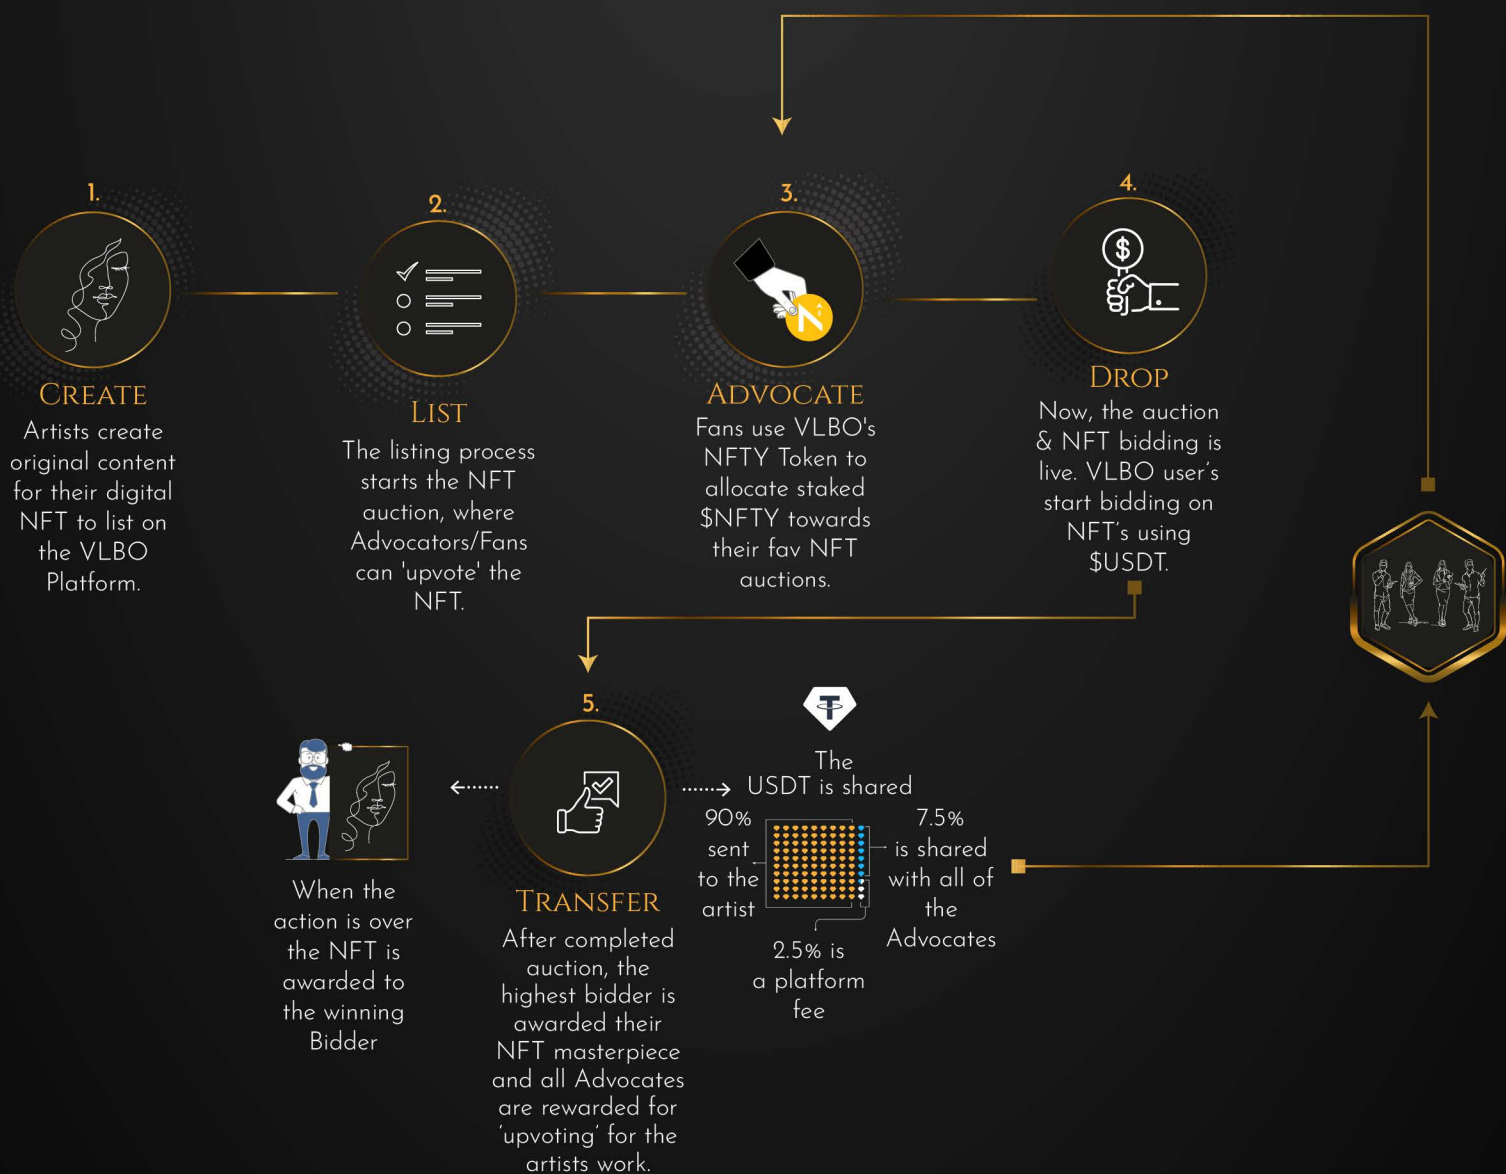 1.
CREATE
Artists create
original content
for their digital
NFT to list on
the VLBO
Platform.
2.
LIST
The listing process
starts the NFT
auction, where
Advocators/Fans
can 'upvote' the
NFT.
3.
N
ADVOCATE
Fans use VLBO's
NFTY Token to
allocate staked
$NFTY towards
their fav NFT
auctions.
4.
$
DROP
Now, the auction
& NFT bidding is
live. VLBO user's
start bidding on
NFT's using
$USDT.
5.
TRANSFER
After completed
auction, the
highest bidder is
awarded their
NFT masterpiece
and all Advocates
are rewarded for
'upvoting' for the
artists work.
When the
action is over
the NFT is
awarded to
the winning
Bidder
T
The
USDT is shared
90%
sent
to the
artist
7.5%
is shared
with all of
the
Advocates
2.5% is
a platform
fee